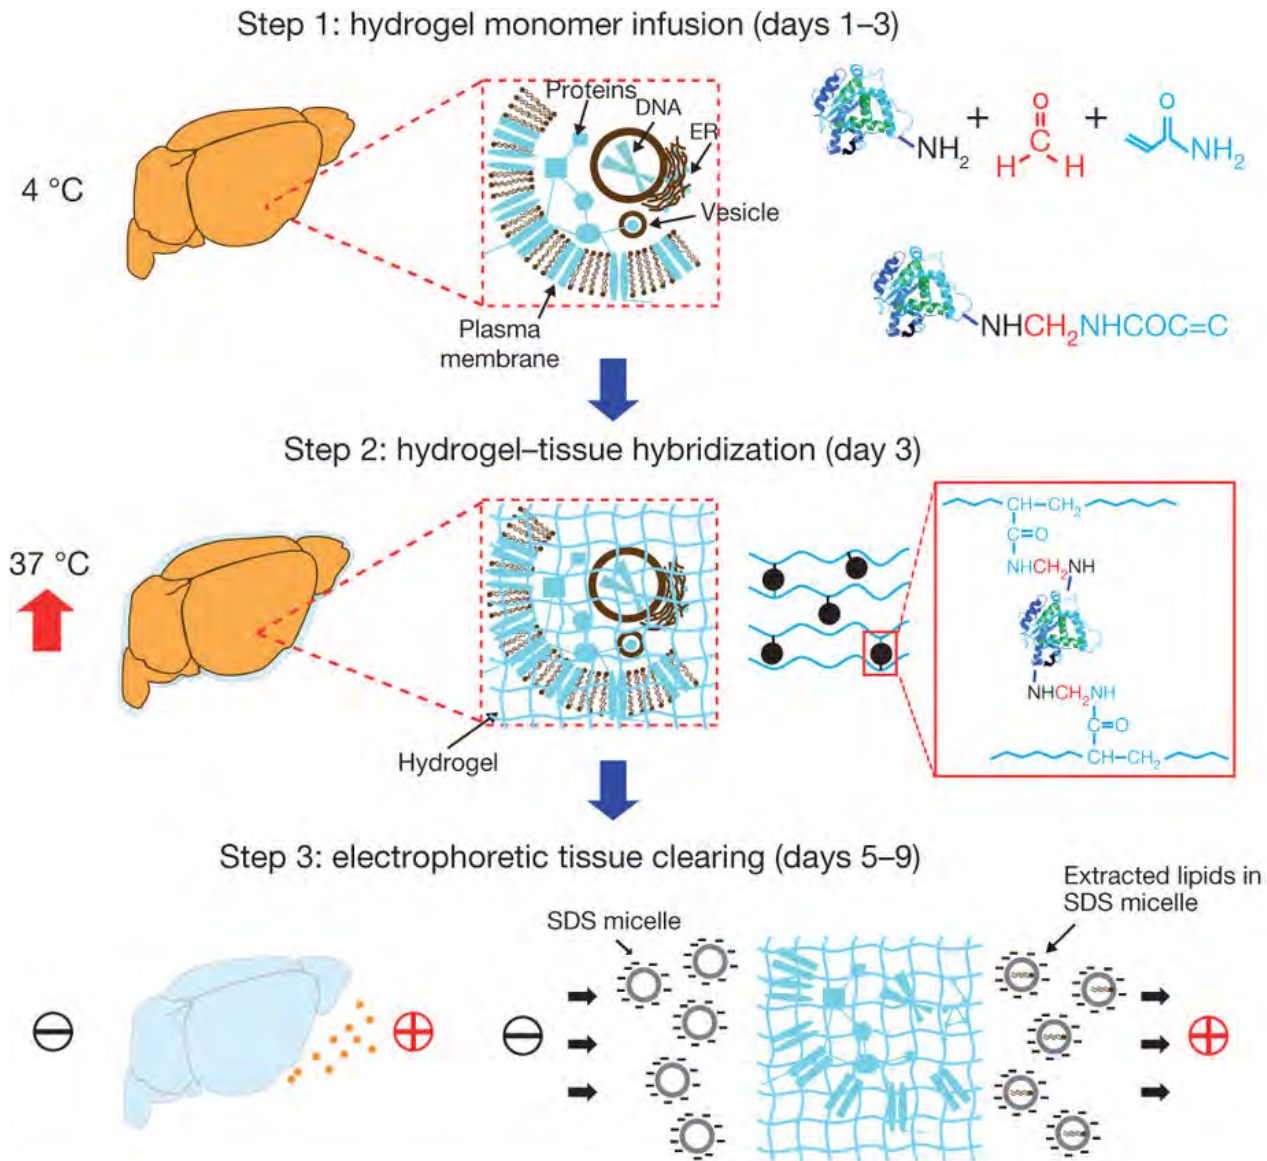 Step 1: hydrogel monomer infusion (days 1–3)
4 °C
Proteins
DNA
ER
Vesicle
Plasma
membrane
NH2 + H O H + O NH2
NHCH2NHCOC=C
Step 2: hydrogel–tissue hybridization (day 3)
37 °C
Hydrogel
CH–CH2
C=O
NHCH2NH
NHCH2NH
C=O
CH–CH2
Step 3: electrophoretic tissue clearing (days 5–9)
SDS micelle
Extracted lipids in
SDS micelle